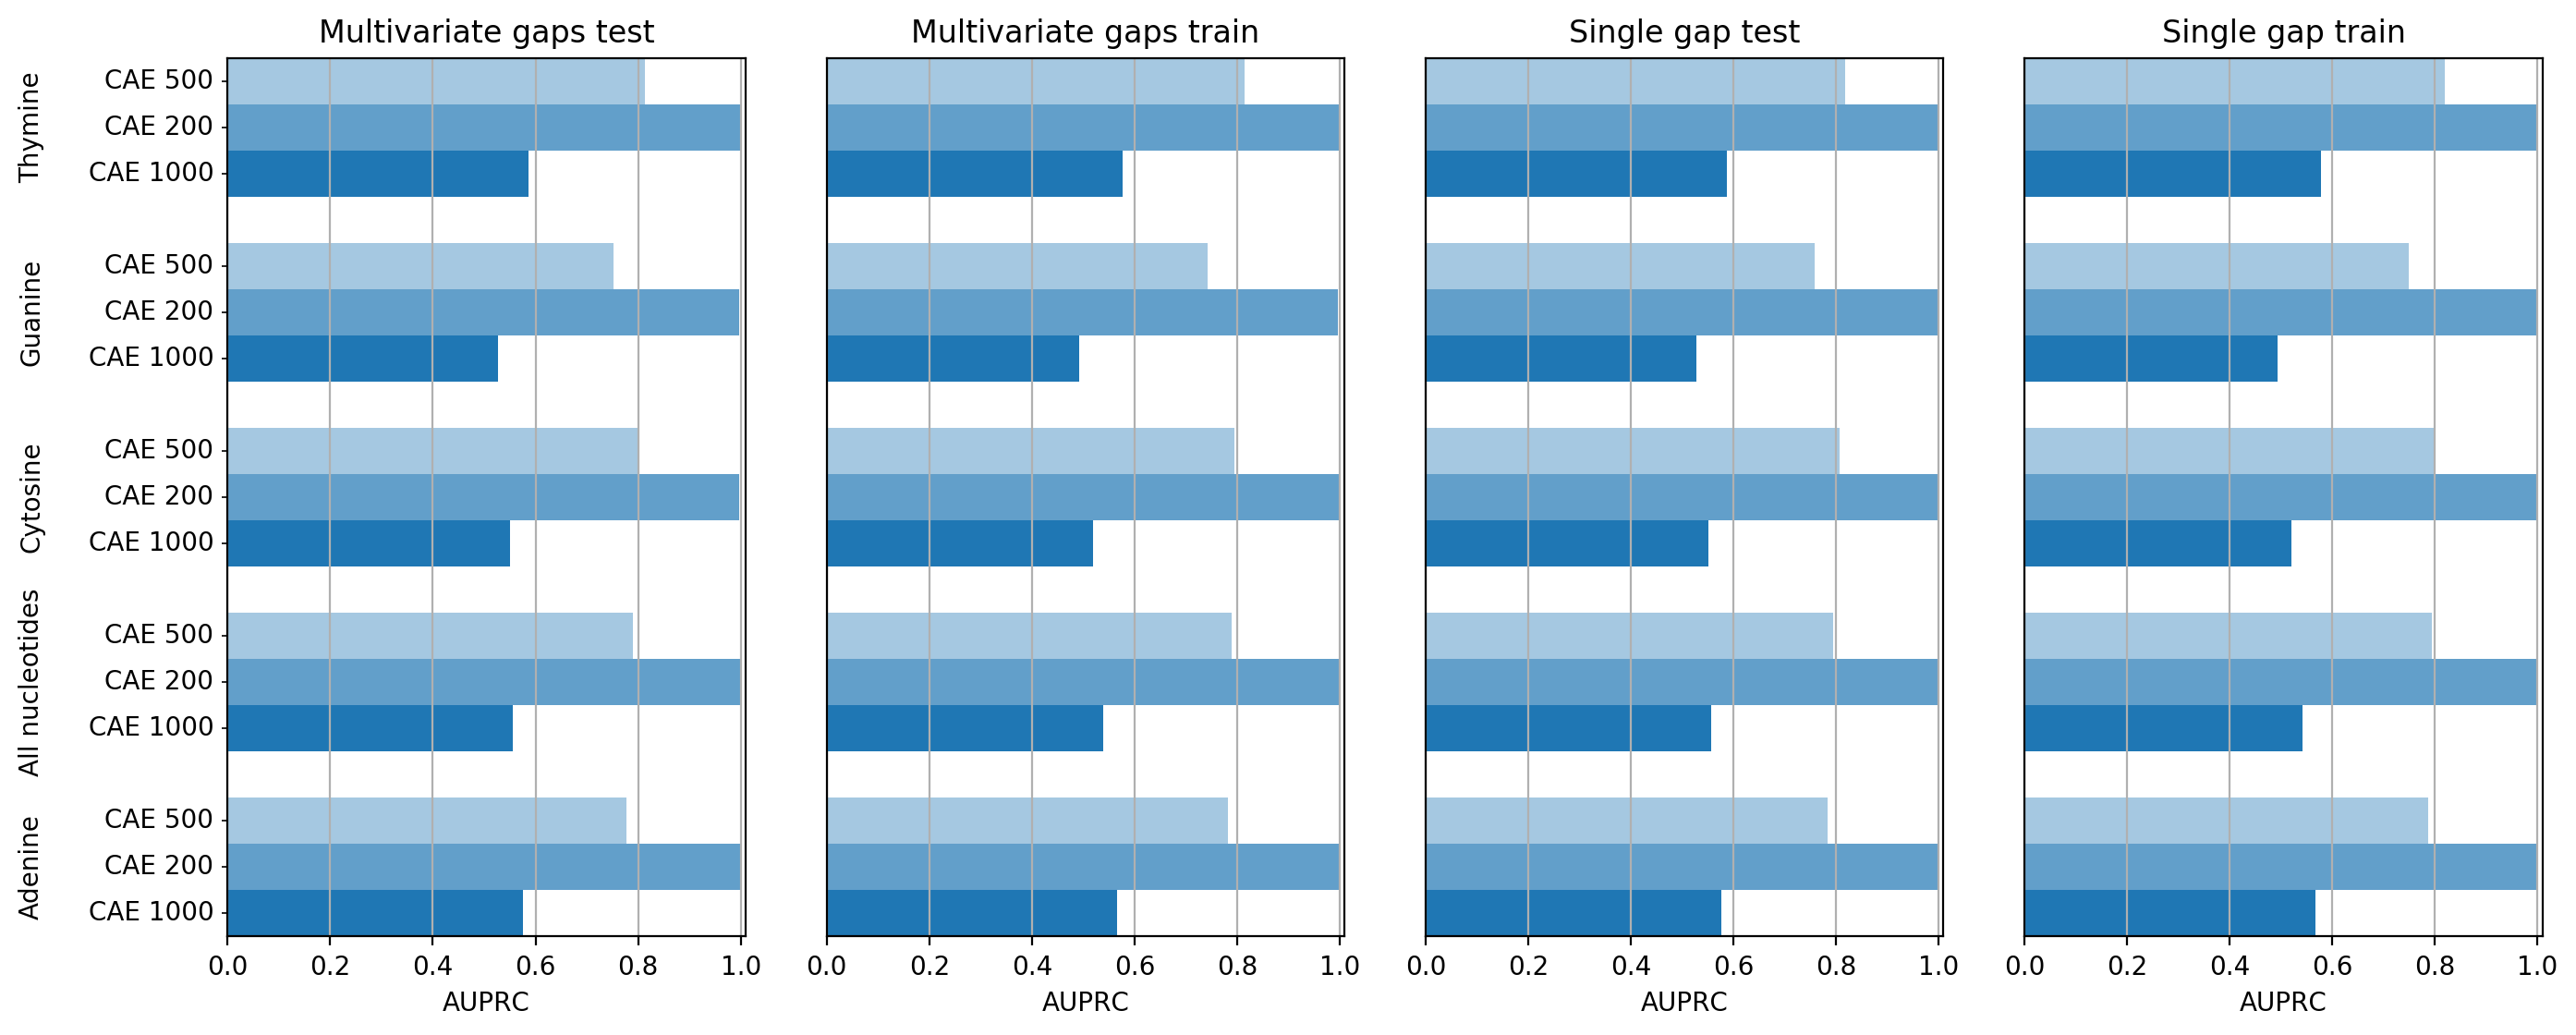 Multivariate gaps test
Multivariate gaps train
Single gap test
Single gap train
Thymine
CAE 500
CAE 200
CAE 1000
Guanine
CAE 500
CAE 200
CAE 1000
Cytosine
CAE 500
CAE 200
CAE 1000
All nucleotides
CAE 500
CAE 200
CAE 1000
Adenine
CAE 500
CAE 200
CAE 1000
0.0 0.2 0.4 0.6 0.8 1.0
0.0 0.2 0.4 0.6 0.8 1.0
0.0 0.2 0.4 0.6 0.8 1.0
0.0 0.2 0.4 0.6 0.8 1.0
AUPRC
AUPRC
AUPRC
AUPRC